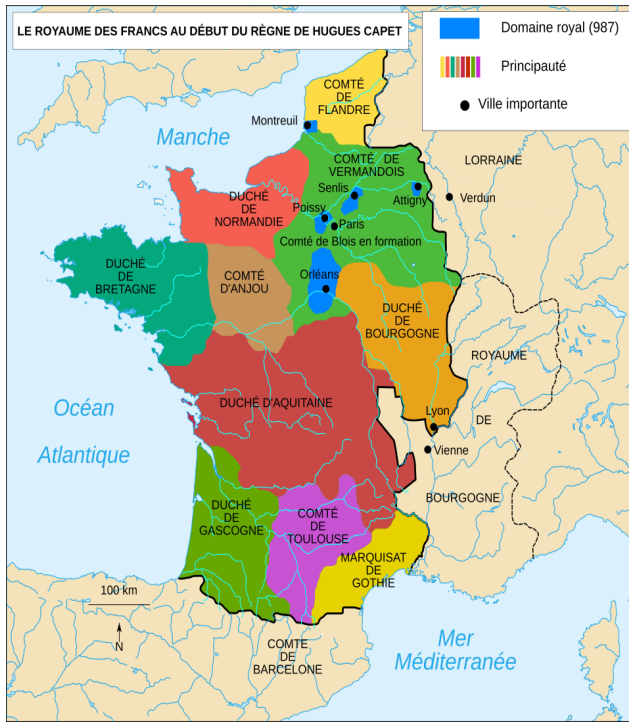 LE ROYAUME DES FRANCS AU DÉBUT DU RÈGNE DE HUGUES CAPET
Domaine royal (987)
Principauté
Ville importante
COMTÉ
DE
FLANDRE
Montreuil
Manche
COMTÉ DE
VERMANDOIS
LORRAINE
Senlis
Attigny
Verdun
DUCHÉ
DE
NORMANDIE
Poissy
Paris
Comté de Blois en formation
DUCHÉ
DE
BRETAGNE
COMTÉ
D'ANJOU
Orléans
DUCHÉ
DE
BOURGOGNE
ROYAUME
DE
BOURGOGNE
Océan
Atlantique
DUCHÉ D'AQUITAINE
Lyon
Vienne
DUCHÉ
DE
GASCOGNE
COMTÉ
DE
TOULOUSE
MARQUISAT
DE
GOTHIE
100 km
N
COMTE
DE
BARCELONE
Mer
Méditerranée